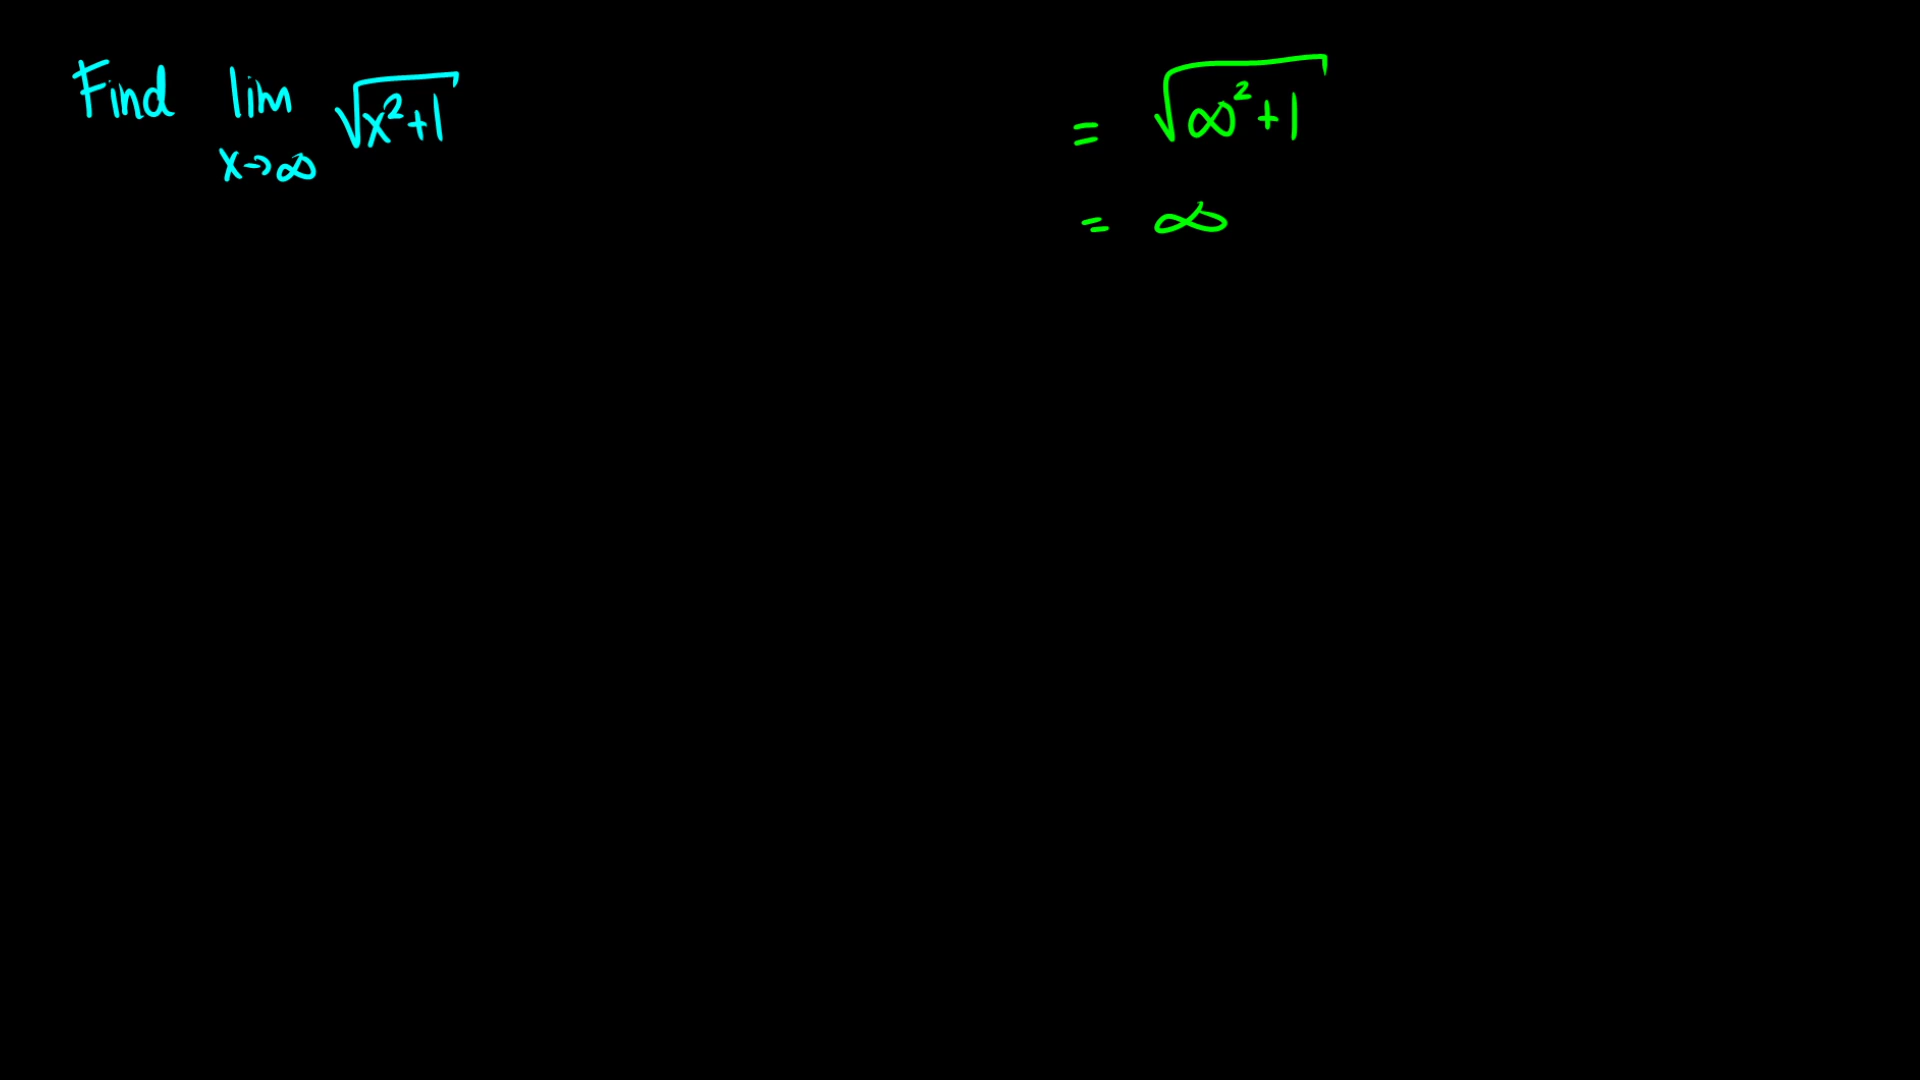 Find lim x→∞ √(x²+1)
= √(∞²+1)
= ∞